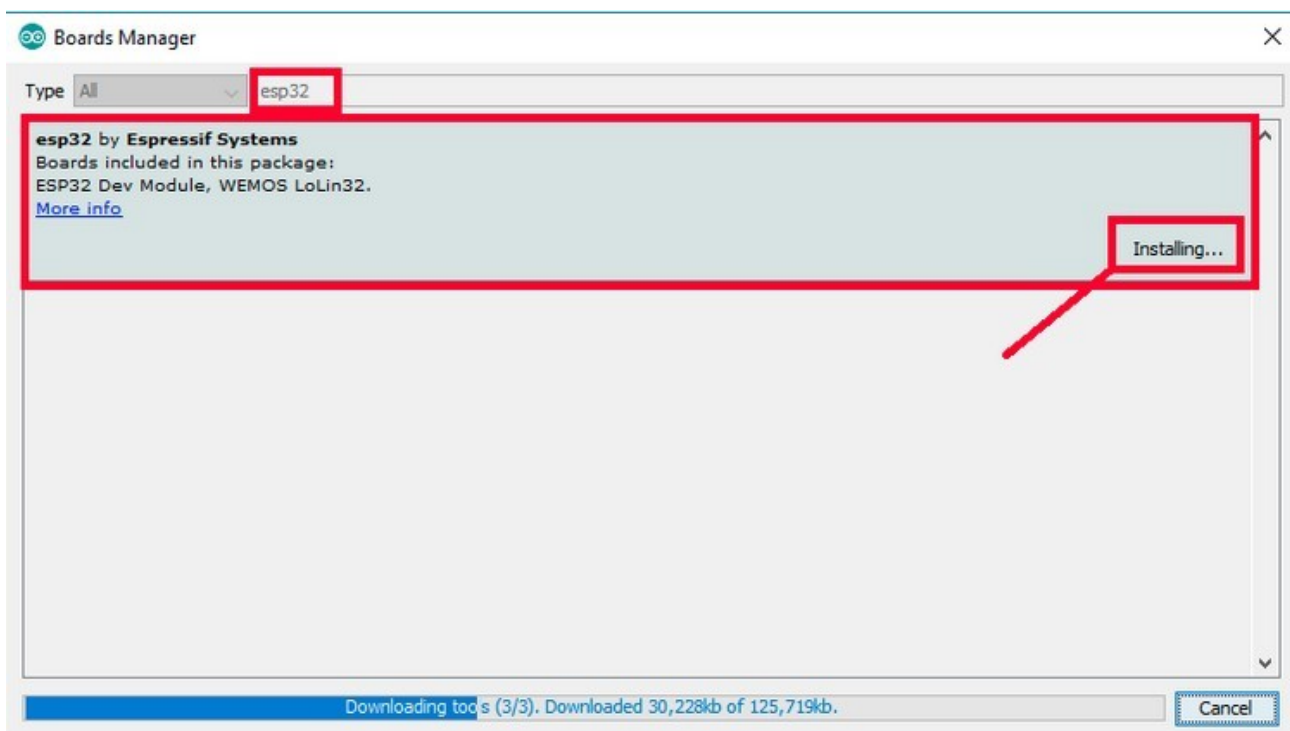 Boards Manager
Type All esp32
esp32 by Espressif Systems
Boards included in this package:
ESP32 Dev Module, WEMOS LoLin32.
More info
Installing...
Downloading tools (3/3). Downloaded 30,228kb of 125,719kb.
Cancel